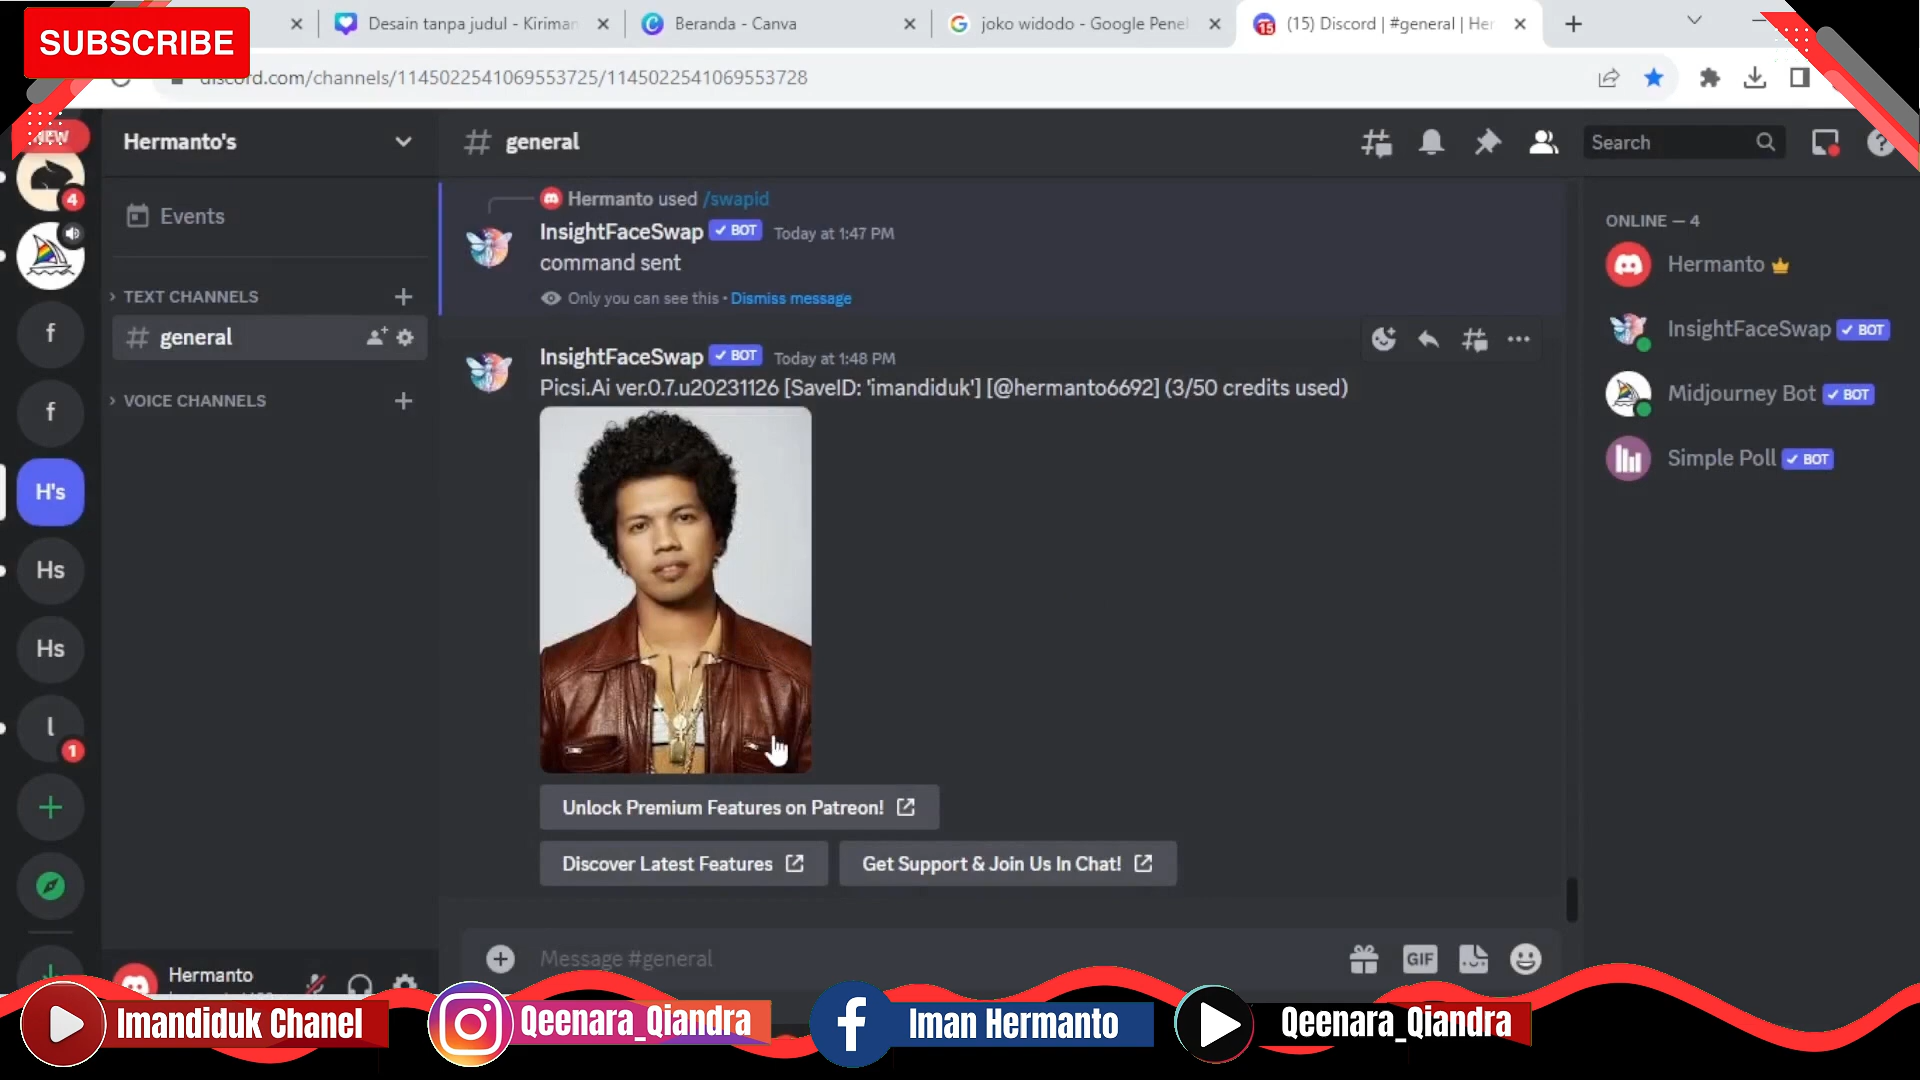 SUBSCRIBE
Desain tanpa judul - Kiriman
Beranda - Canva
joko widodo - Google Penel
(15) Discord | #general | Her
discord.com/channels/1145022541069553725/1145022541069553728
NEW
Hermanto's
general
Search
Events
TEXT CHANNELS
general
VOICE CHANNELS
4
f
f
H's
Hs
Hs
l
1
Hermanto used /swapid
InsightFaceSwap BOT Today at 1:47 PM
command sent
Only you can see this • Dismiss message
InsightFaceSwap BOT Today at 1:48 PM
Picsi.Ai ver.0.7.u20231126 [SaveID: 'imandiduk'] [@hermanto6692] (3/50 credits used)
Unlock Premium Features on Patreon!
Discover Latest Features
Get Support & Join Us In Chat!
Message #general
GIF
ONLINE — 4
Hermanto
InsightFaceSwap BOT
Midjourney Bot BOT
Simple Poll BOT
Hermanto
Imandiduk Chanel
Qeenara_Qiandra
Iman Hermanto
Qeenara_Qiandra